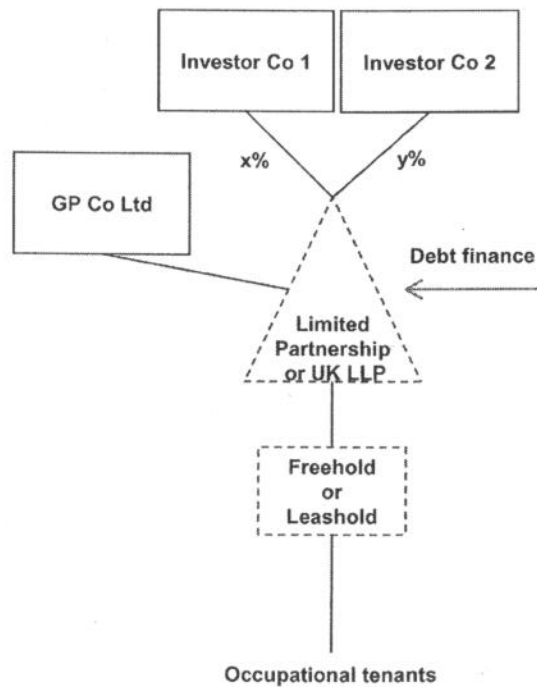 Investor Co 1
Investor Co 2
x%
y%
GP Co Ltd
Debt finance
Limited
Partnership
or UK LLP
Freehold
or
Leashold
Occupational tenants